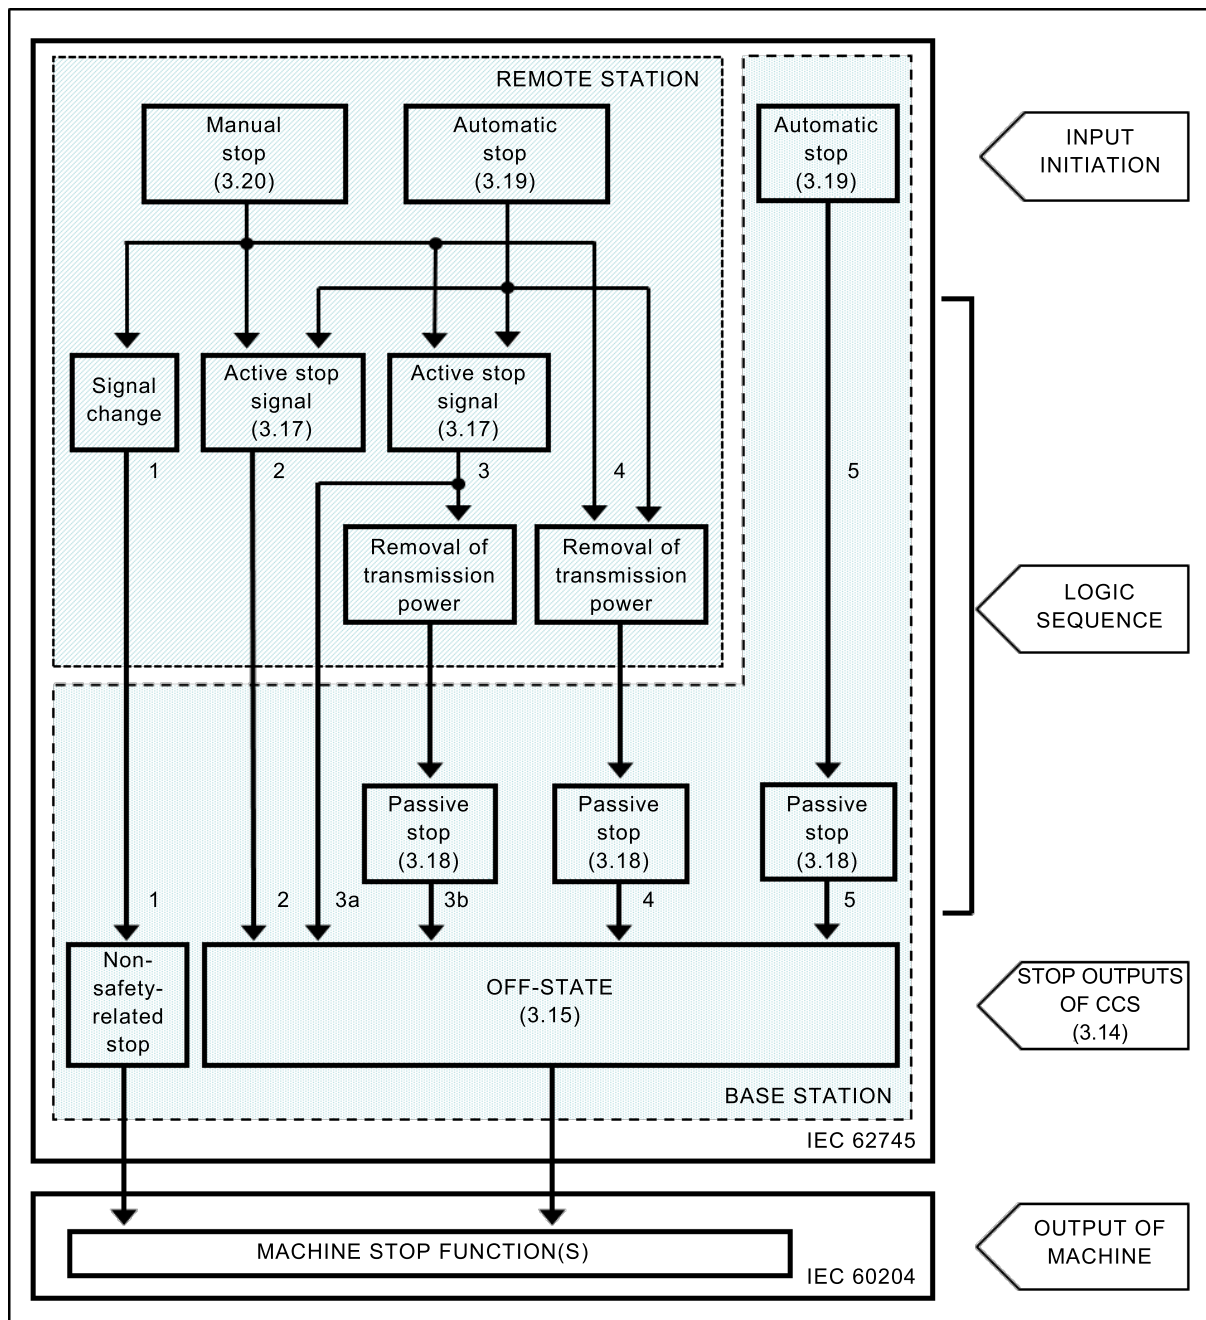 REMOTE STATION
Manual
stop
(3.20)
Automatic
stop
(3.19)
Automatic
stop
(3.19)
INPUT
INITIATION
Signal
change
Active stop
signal
(3.17)
Active stop
signal
(3.17)
1
2
3
4
5
Removal of
transmission
power
Removal of
transmission
power
LOGIC
SEQUENCE
Passive
stop
(3.18)
Passive
stop
(3.18)
Passive
stop
(3.18)
1
2
3a
3b
4
5
Non-
safety-
related
stop
OFF-STATE
(3.15)
STOP OUTPUTS
OF CCS
(3.14)
BASE STATION
IEC 62745
MACHINE STOP FUNCTION(S)
IEC 60204
OUTPUT OF
MACHINE